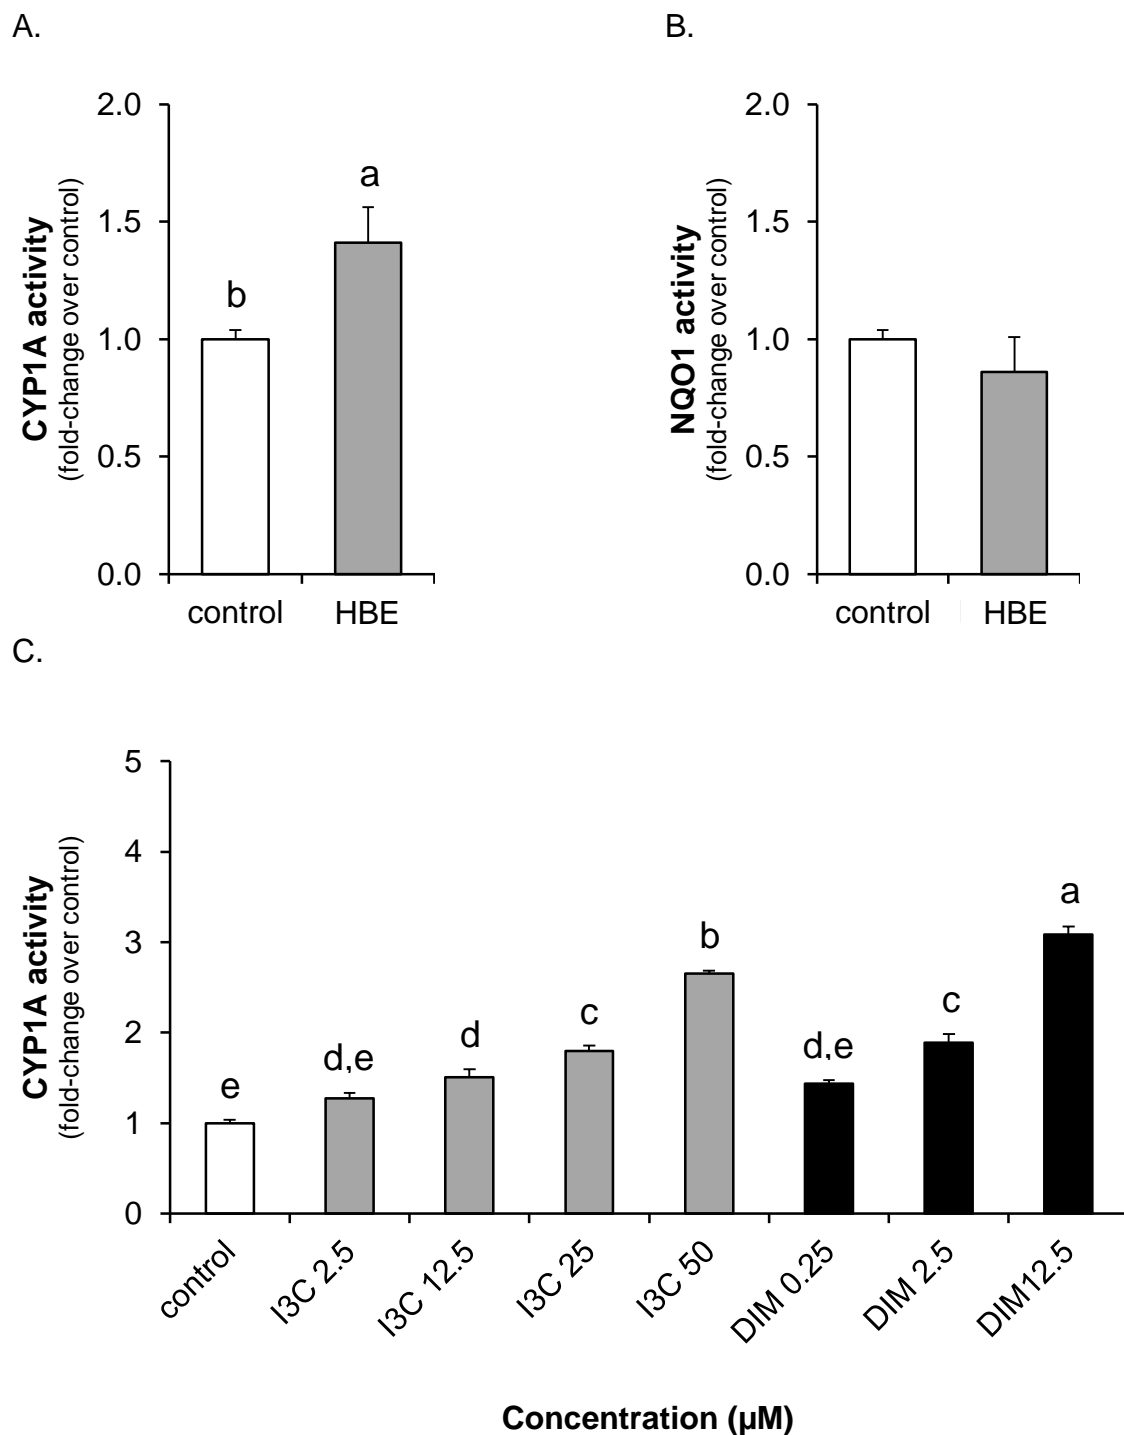 A.
CYP1A activity
(fold-change over control)
2.0
1.5
1.0
0.5
0.0
b
a
control
HBE
B.
NQO1 activity
(fold-change over control)
2.0
1.5
1.0
0.5
0.0
control
HBE
C.
CYP1A activity
(fold-change over control)
5
4
3
2
1
0
e
d,e
d
c
b
d,e
c
a
control
I3C 2.5
I3C 12.5
I3C 25
I3C 50
DIM 0.25
DIM 2.5
DIM12.5
Concentration (μM)